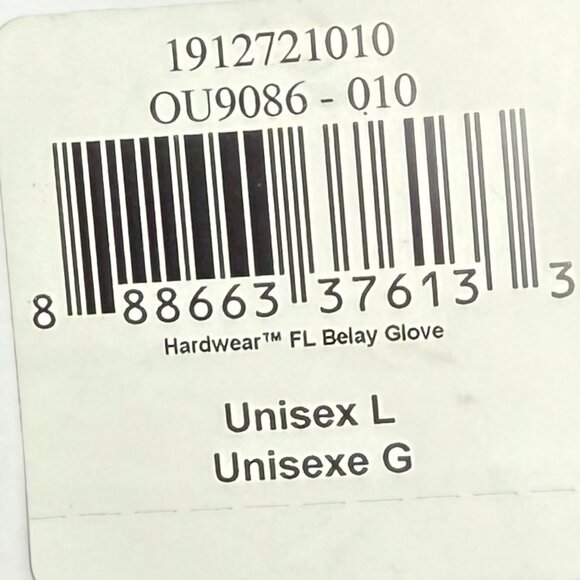 1912721010
OU9086 - 010
8 88663 37613 3
Hardwear™ FL Belay Glove
Unisex L
Unisexe G